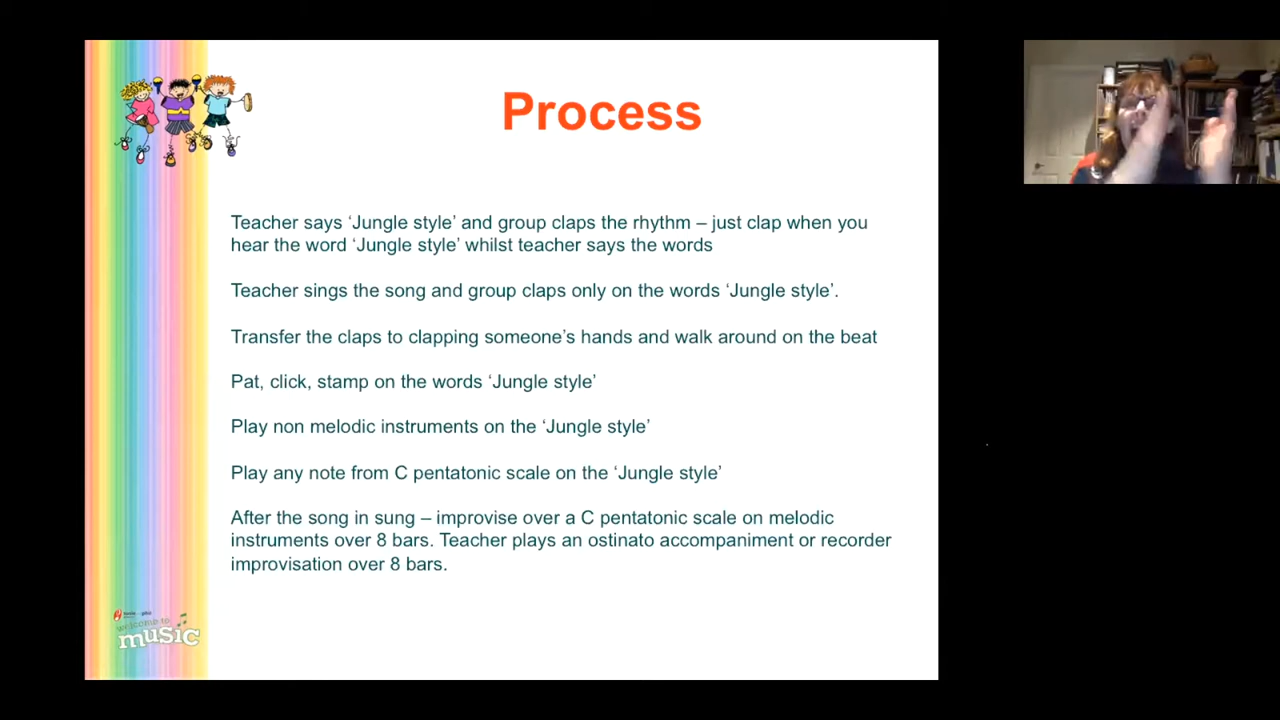 Process
Teacher says ‘Jungle style’ and group claps the rhythm – just clap when you
hear the word ‘Jungle style’ whilst teacher says the words
Teacher sings the song and group claps only on the words ‘Jungle style’.
Transfer the claps to clapping someone’s hands and walk around on the beat
Pat, click, stamp on the words ‘Jungle style’
Play non melodic instruments on the ‘Jungle style’
Play any note from C pentatonic scale on the ‘Jungle style’
After the song in sung – improvise over a C pentatonic scale on melodic
instruments over 8 bars. Teacher plays an ostinato accompaniment or recorder
improvisation over 8 bars.
welcome to
music